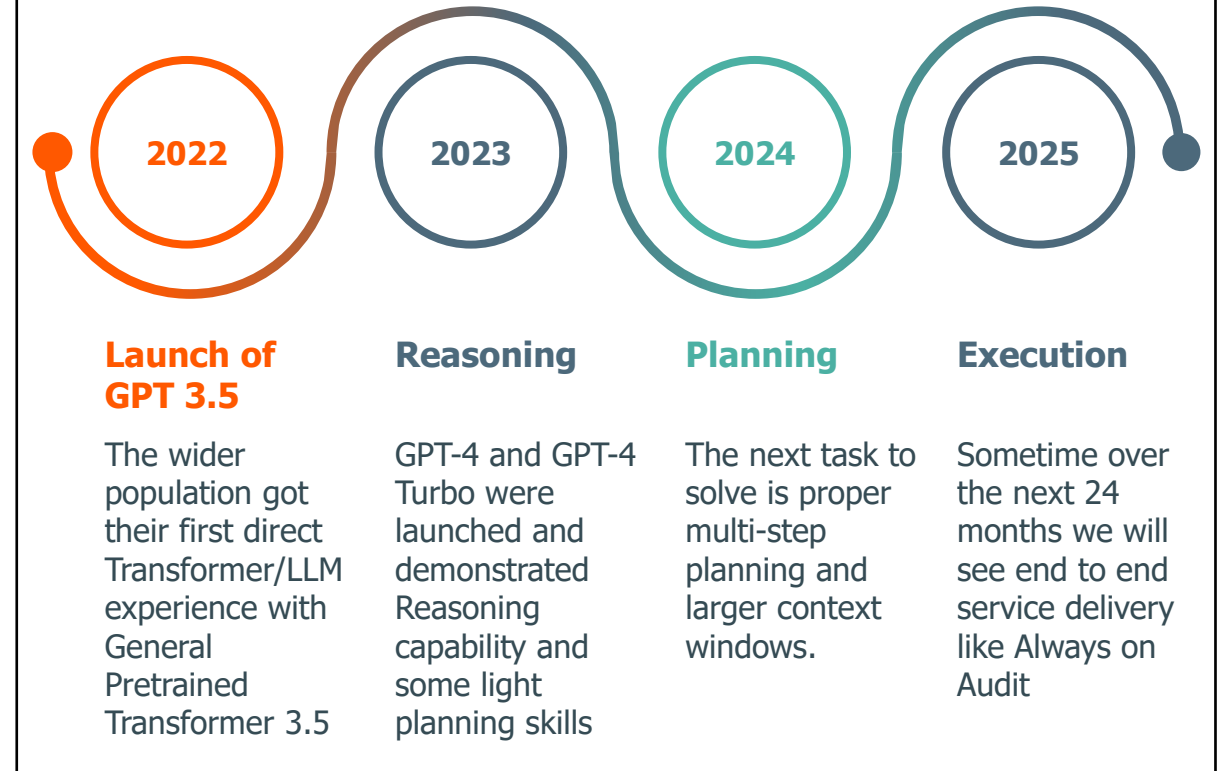 2022
2023
2024
2025
Launch of
GPT 3.5
The wider
population got
their first direct
Transformer/LLM
experience with
General
Pretrained
Transformer 3.5
Reasoning
GPT-4 and GPT-4
Turbo were
launched and
demonstrated
Reasoning
capability and
some light
planning skills
Planning
The next task to
solve is proper
multi-step
planning and
larger context
windows.
Execution
Sometime over
the next 24
months we will
see end to end
service delivery
like Always on
Audit